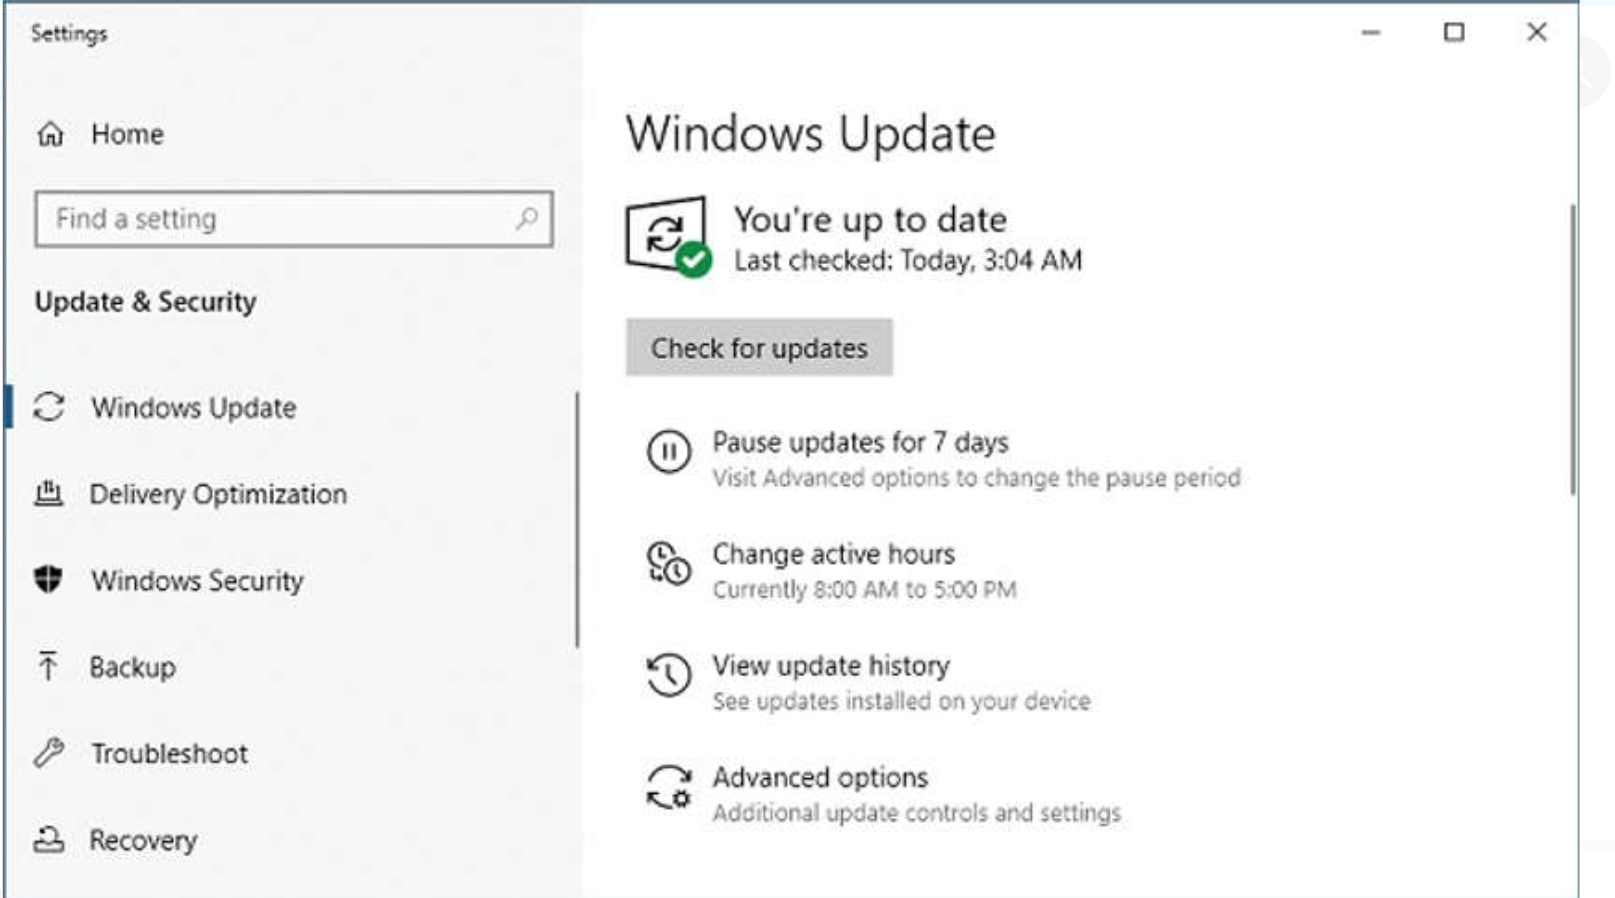 Settings
Home
Find a setting
Update & Security
Windows Update
Delivery Optimization
Windows Security
Backup
Troubleshoot
Recovery
Windows Update
You're up to date
Last checked: Today, 3:04 AM
Check for updates
Pause updates for 7 days
Visit Advanced options to change the pause period
Change active hours
Currently 8:00 AM to 5:00 PM
View update history
See updates installed on your device
Advanced options
Additional update controls and settings